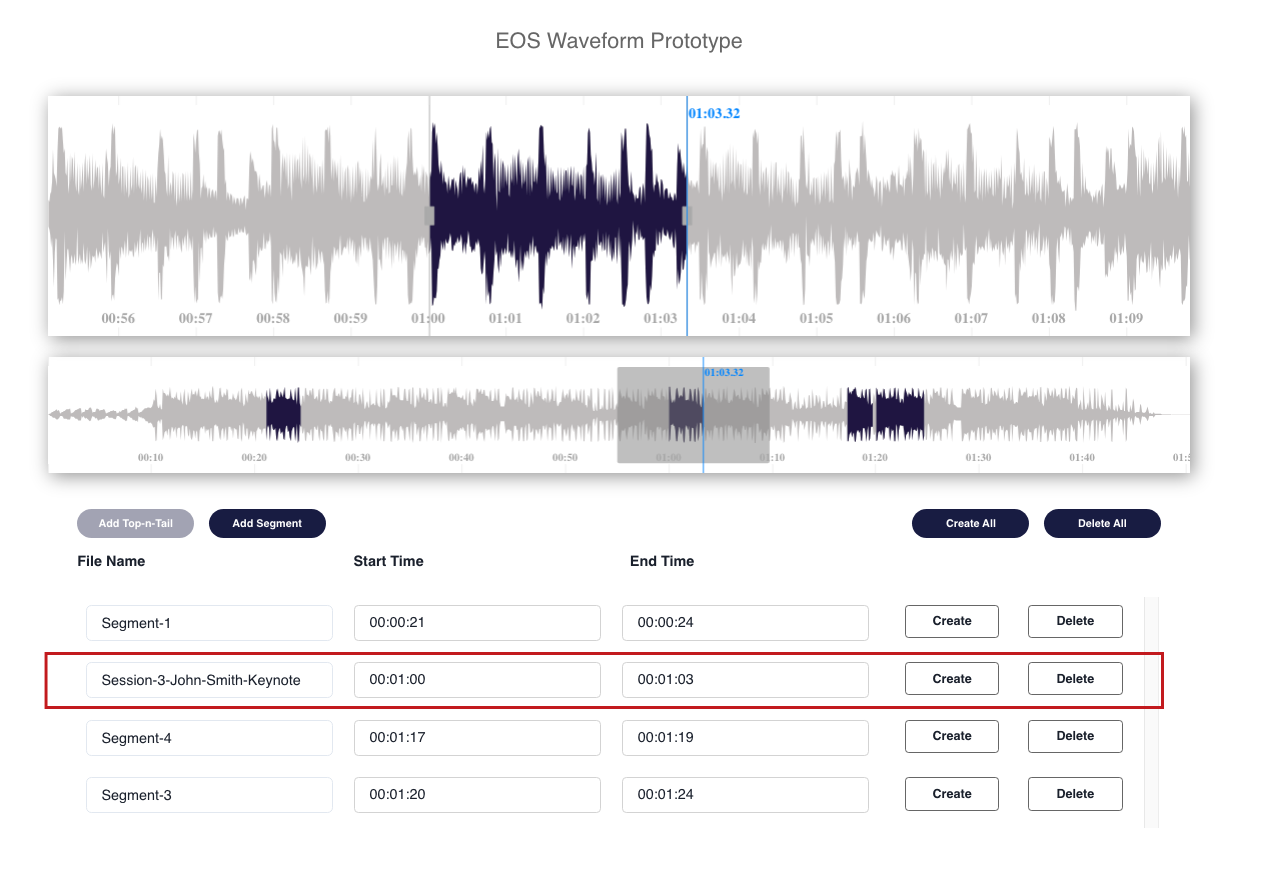 EOS Waveform Prototype
01:03.32
00:56 00:57 00:58 00:59 01:00 01:01 01:02 01:03 01:04 01:05 01:06 01:07 01:08 01:09
01:03.32
00:10 00:20 00:30 00:40 00:50 01:00 01:10 01:20 01:30 01:40
Add Top-n-Tail Add Segment Create All Delete All
File Name Start Time End Time
Segment-1 00:00:21 00:00:24 Create Delete
Session-3-John-Smith-Keynote 00:01:00 00:01:03 Create Delete
Segment-4 00:01:17 00:01:19 Create Delete
Segment-3 00:01:20 00:01:24 Create Delete